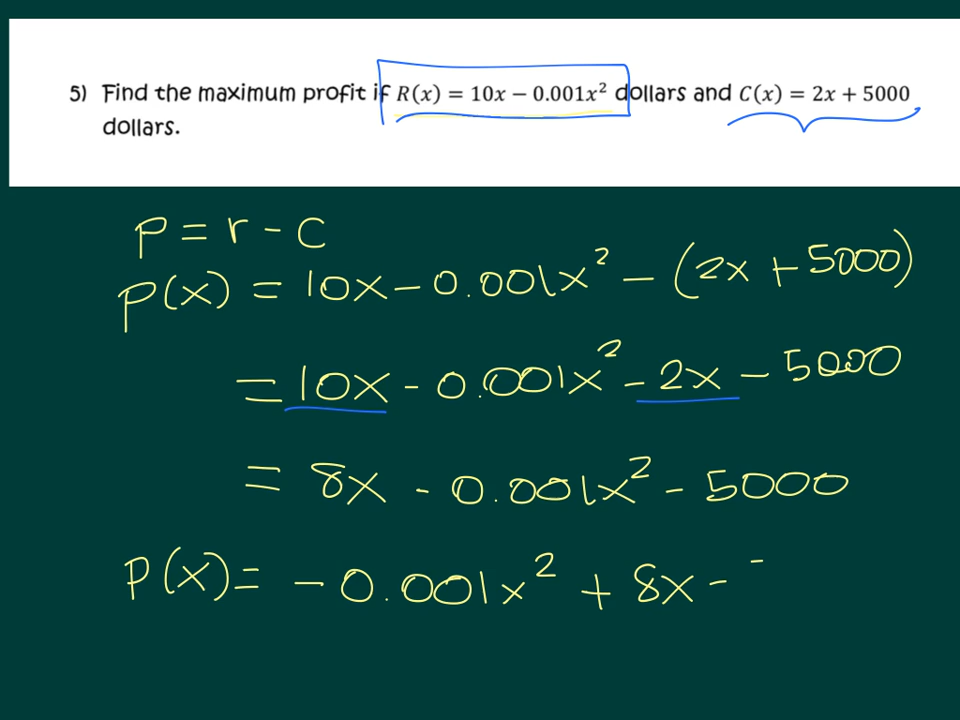 5) Find the maximum profit if R(x) = 10x − 0.001x² dollars and C(x) = 2x + 5000
dollars.
P = r - c
P(x) = 10x - 0.001x² - (2x + 5000)
= 10x - 0.001x² - 2x - 5000
= 8x - 0.001x² - 5000
P(x) = - 0.001x² + 8x -